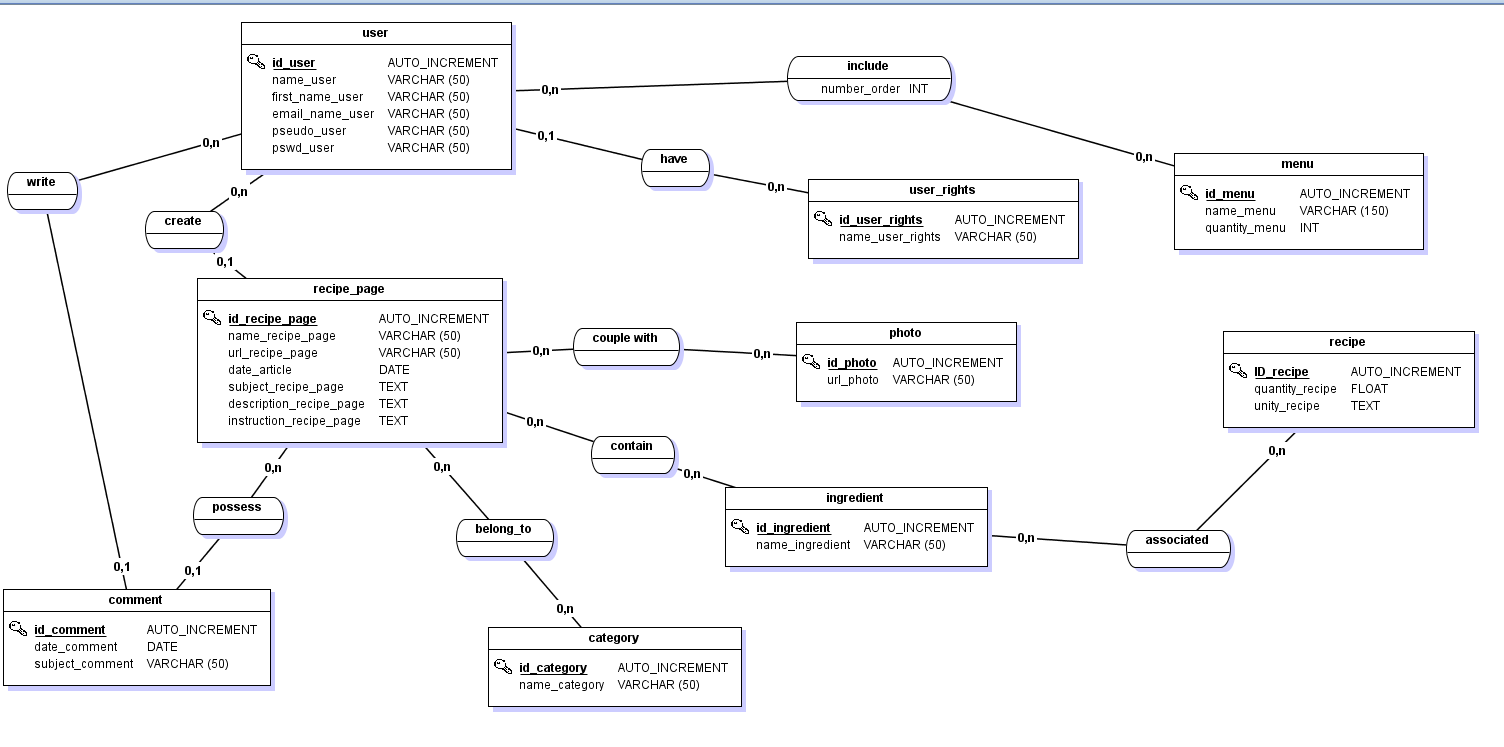 user
id_user AUTO_INCREMENT
name_user VARCHAR (50)
first_name_user VARCHAR (50)
email_name_user VARCHAR (50)
pseudo_user VARCHAR (50)
pswd_user VARCHAR (50)
0,n
include
number_order INT
0,n
menu
id_menu AUTO_INCREMENT
name_menu VARCHAR (150)
quantity_menu INT
0,1
have
0,n
user_rights
id_user_rights AUTO_INCREMENT
name_user_rights VARCHAR (50)
0,n
write
0,1
0,n
create
0,1
recipe_page
id_recipe_page AUTO_INCREMENT
name_recipe_page VARCHAR (50)
url_recipe_page VARCHAR (50)
date_article DATE
subject_recipe_page TEXT
description_recipe_page TEXT
instruction_recipe_page TEXT
0,n
couple with
0,n
photo
id_photo AUTO_INCREMENT
url_photo VARCHAR (50)
recipe
ID_recipe AUTO_INCREMENT
quantity_recipe FLOAT
unity_recipe TEXT
0,n
0,n
contain
0,n
ingredient
id_ingredient AUTO_INCREMENT
name_ingredient VARCHAR (50)
0,n
associated
0,n
possess
0,1
comment
id_comment AUTO_INCREMENT
date_comment DATE
subject_comment VARCHAR (50)
0,n
belong_to
0,n
category
id_category AUTO_INCREMENT
name_category VARCHAR (50)